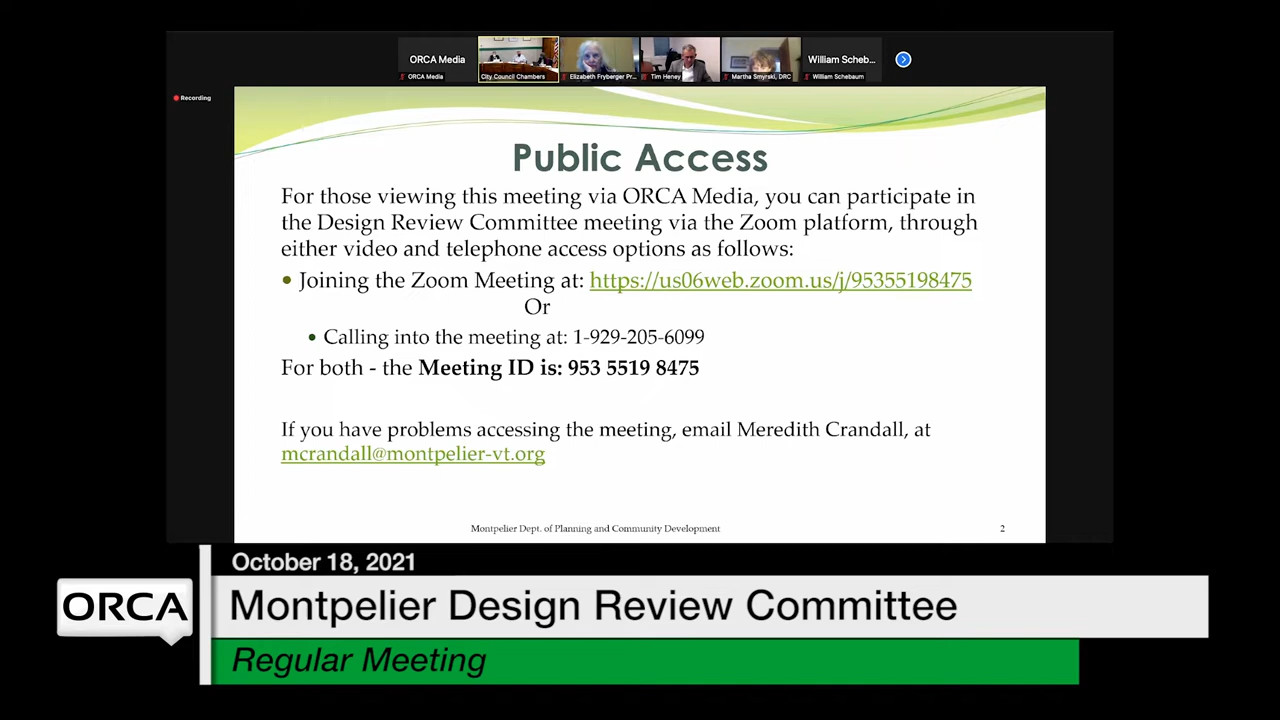 ORCA Media
William Scheb...
ORCA Media
City Council Chambers
Elizabeth Fryberger Pr...
Tim Heney
Martha Smyrski, DRC
William Schebaum
Recording
Public Access
For those viewing this meeting via ORCA Media, you can participate in
the Design Review Committee meeting via the Zoom platform, through
either video and telephone access options as follows:
• Joining the Zoom Meeting at: https://us06web.zoom.us/j/95355198475
Or
• Calling into the meeting at: 1-929-205-6099
For both - the Meeting ID is: 953 5519 8475
If you have problems accessing the meeting, email Meredith Crandall, at
mcrandall@montpelier-vt.org
Montpelier Dept. of Planning and Community Development
2
October 18, 2021
ORCA
Montpelier Design Review Committee
Regular Meeting